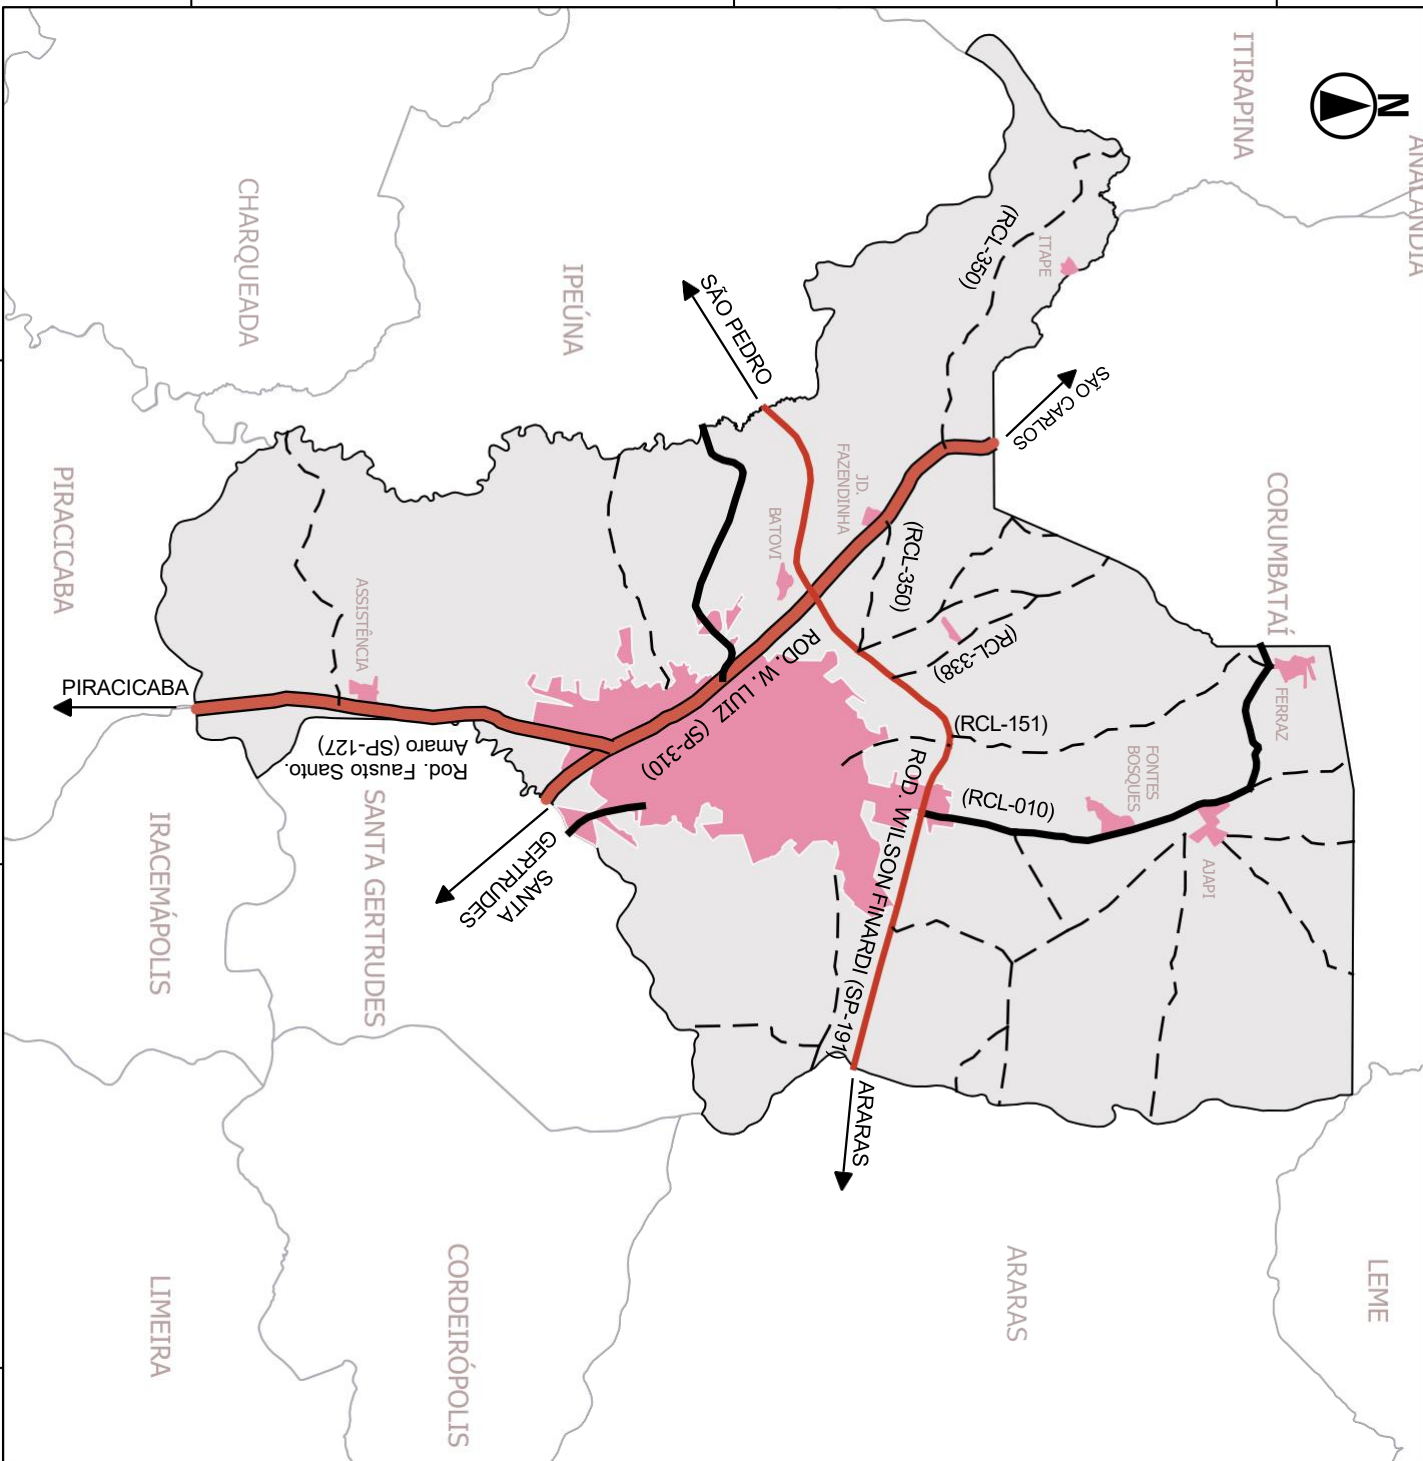 N
ANALÂNDIA
ITIRAPINA
CORUMBATAÍ
LEME
CHARQUEADA
IPEÚNA
PIRACICABA
IRACEMÁPOLIS
SANTA GERTRUDES
LIMEIRA
CORDEIRÓPOLIS
ARARAS
(RCL-350)
ITAPE
SÃO PEDRO
SÃO CARLOS
JD.
FAZENDINHA
BATOVI
(RCL-350)
(RCL-338)
FERRAZ
(RCL-151)
FONTES
BOSQUES
(RCL-010)
AJAPI
ASSISTÊNCIA
PIRACICABA
Rod. Fausto Santo.
Amaro (SP-127)
ROD. W. LUIZ (SP-310)
ROD. WILSON FINARDI (SP-191)
SANTA
GERTRUDES
ARARAS